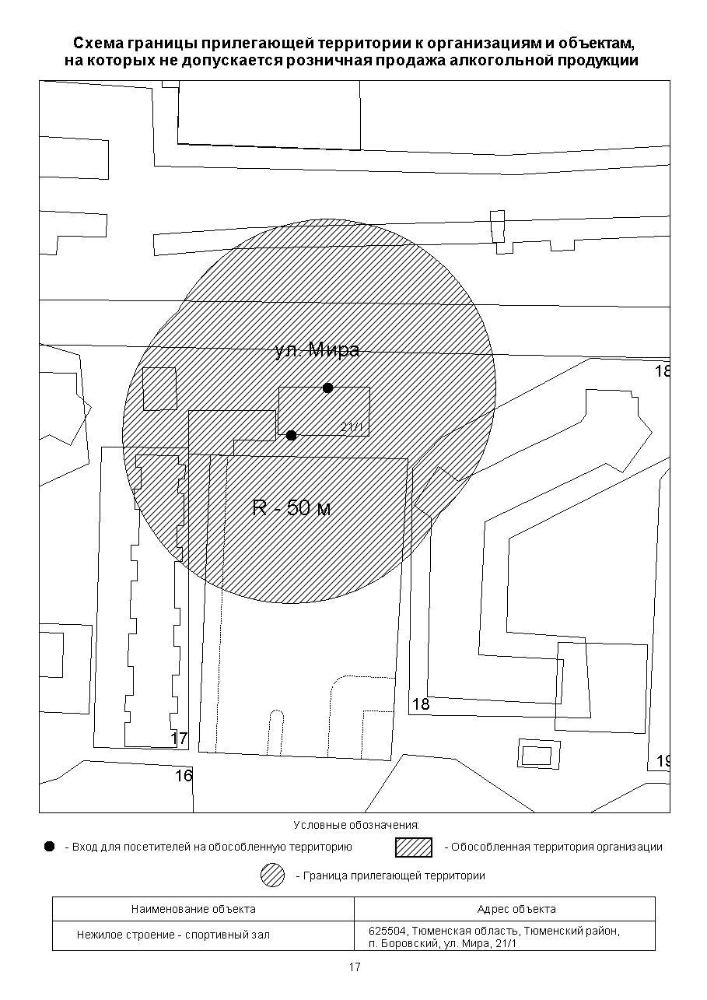 Схема границы прилегающей территории к организациям и объектам,
на которых не допускается розничная продажа алкогольной продукции
ул. Мира
18
21/1
R - 50 м
18
17
16
19
Условные обозначения:
- Вход для посетителей на обособленную территорию
- Обособленная территория организации
- Граница прилегающей территории
Наименование объекта
Адрес объекта
Нежилое строение - спортивный зал
625504, Тюменская область, Тюменский район,
п. Боровский, ул. Мира, 21/1
17